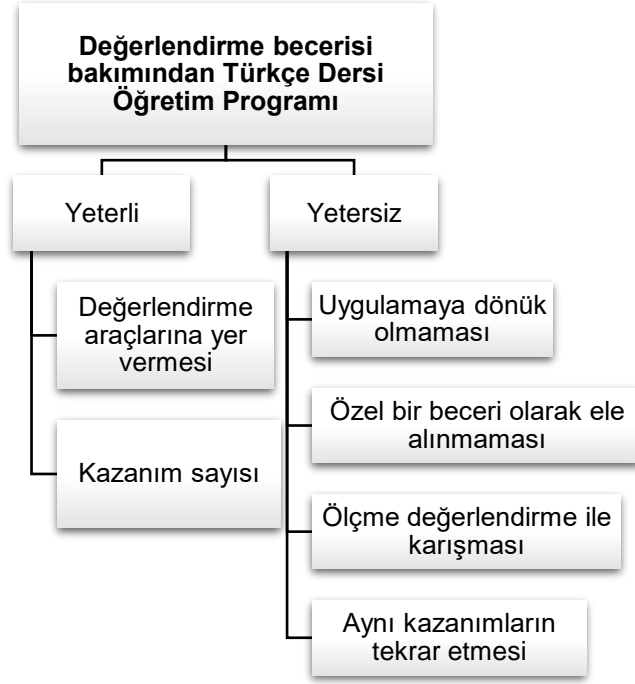 Değerlendirme becerisi
bakımından Türkçe Dersi
Öğretim Programı
Yeterli
Yetersiz
Değerlendirme
araçlarına yer
vermesi
Kazanım sayısı
Uygulamaya dönük
olmaması
Özel bir beceri olarak ele
alınmaması
Ölçme değerlendirme ile
karışması
Aynı kazanımların
tekrar etmesi